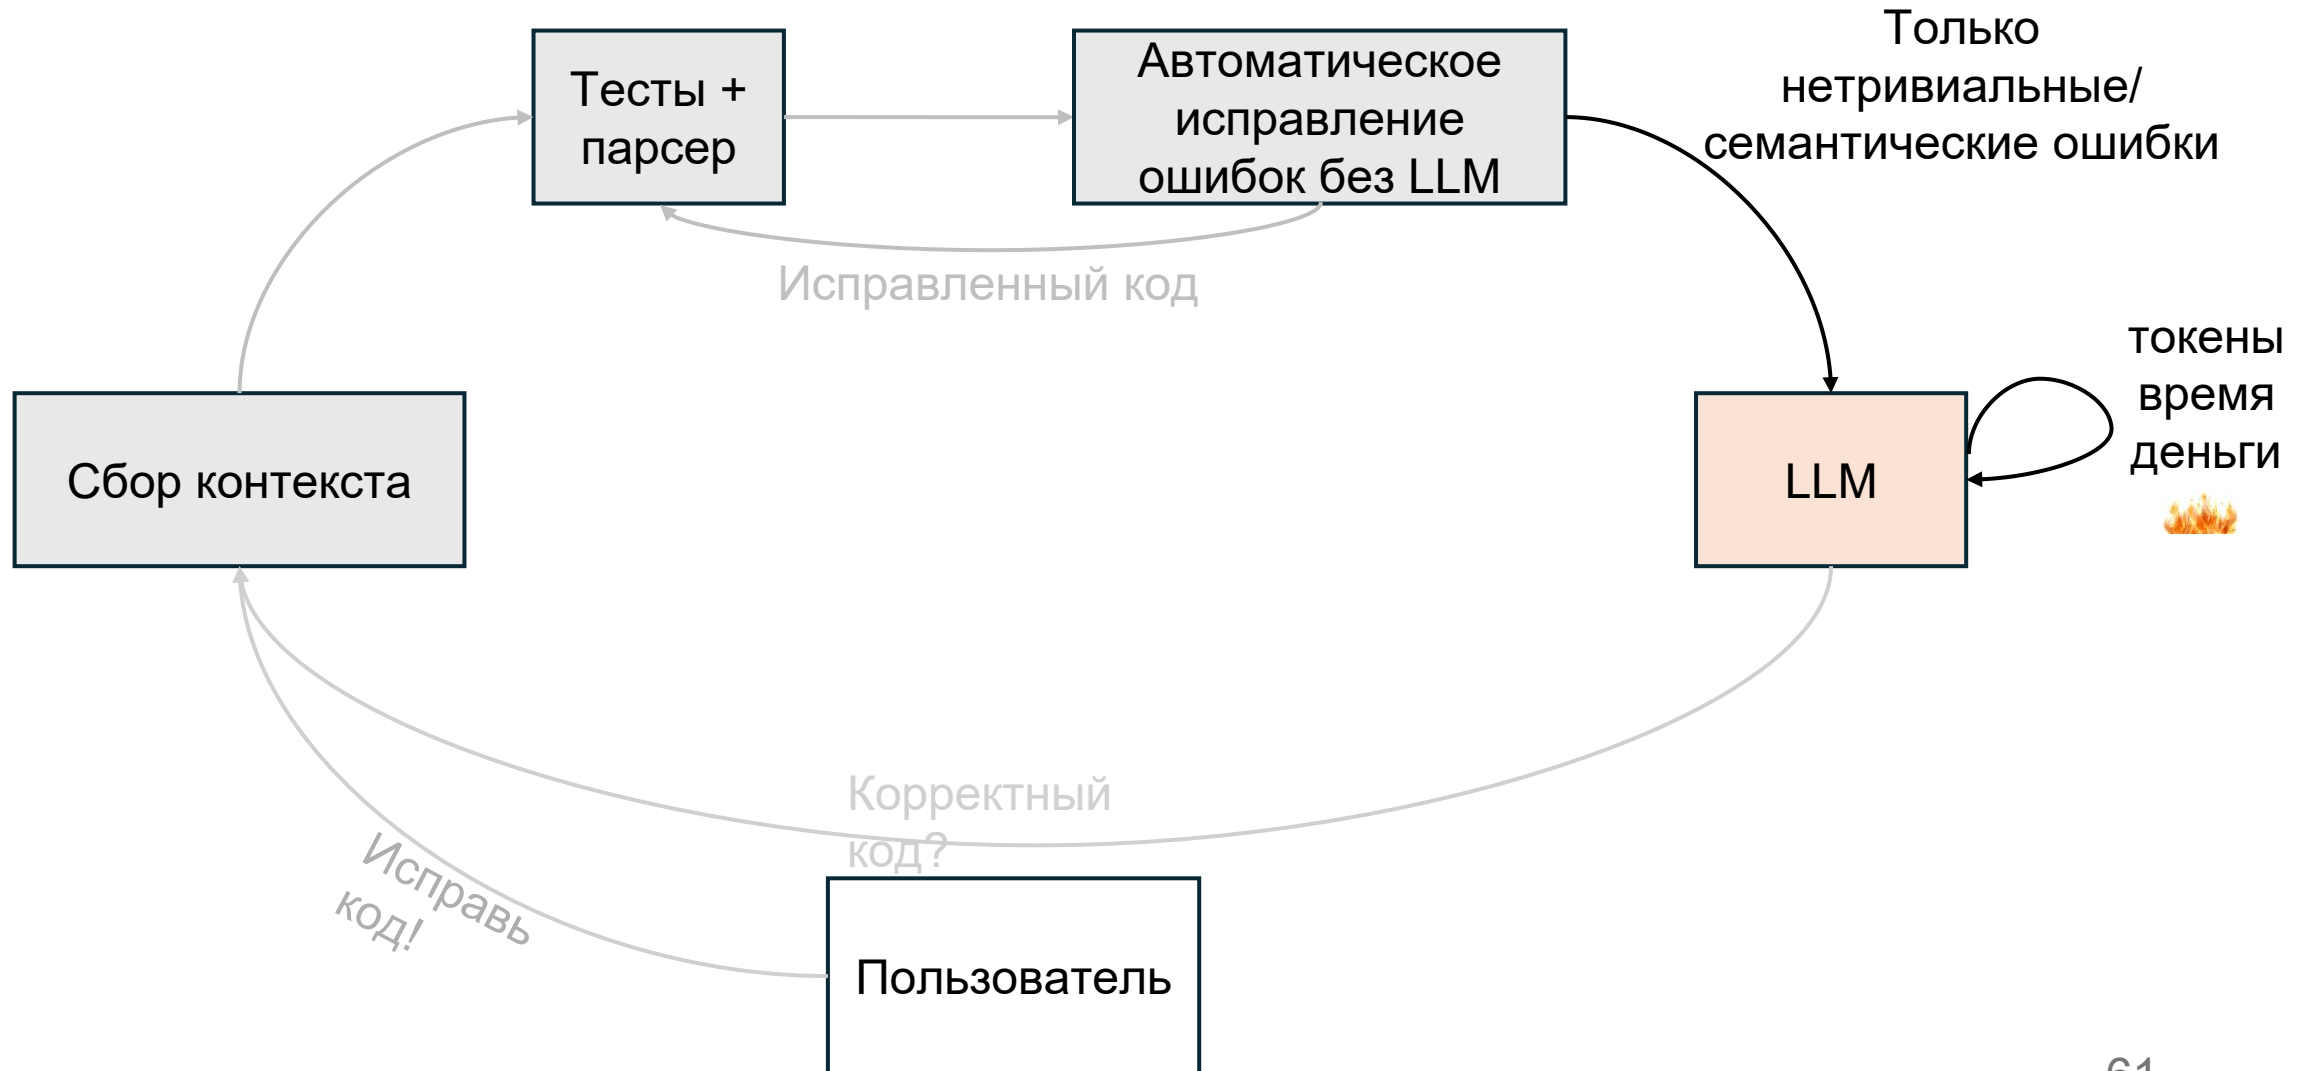 Только
нетривиальные/
семантические ошибки
Тесты +
парсер
Автоматическое
исправление
ошибок без LLM
Исправленный код
токены
время
деньги
Сбор контекста
LLM
Корректный
код?
Исправь
код!
Пользователь
61